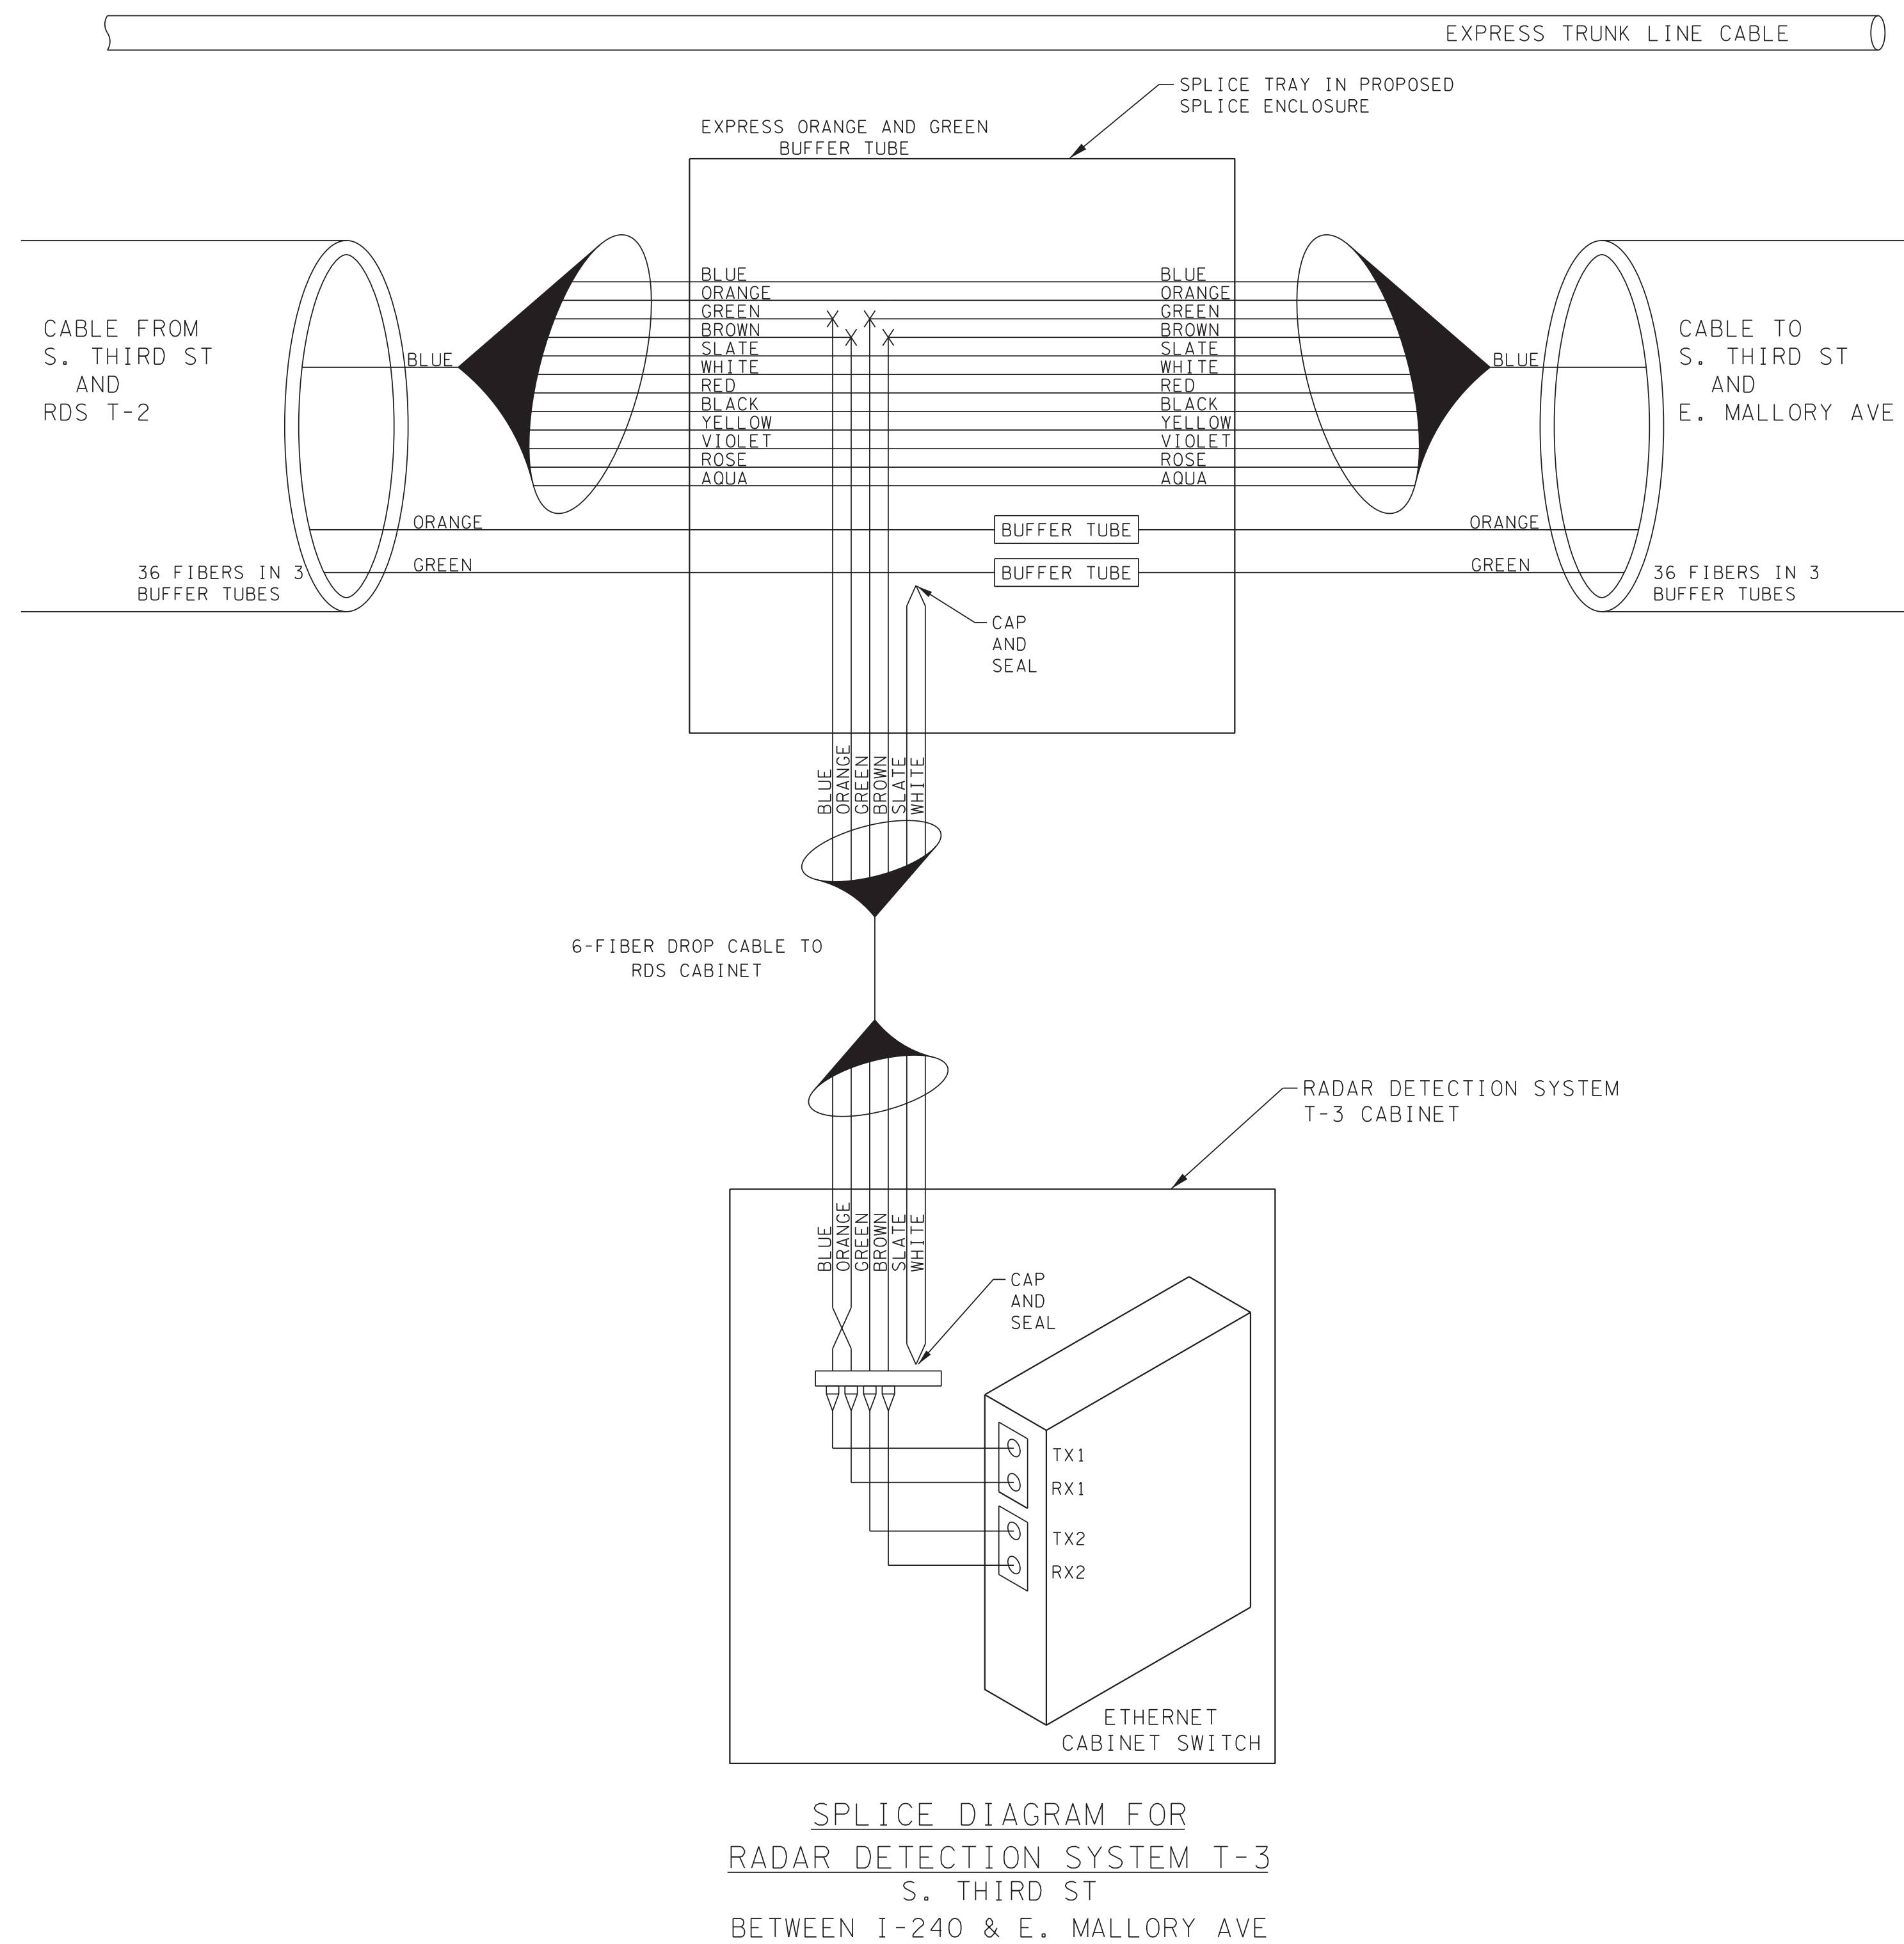 EXPRESS TRUNK LINE CABLE
SPLICE TRAY IN PROPOSED
SPLICE ENCLOSURE
EXPRESS ORANGE AND GREEN
BUFFER TUBE
CABLE FROM
S. THIRD ST
AND
RDS T-2
36 FIBERS IN 3
BUFFER TUBES
BLUE
ORANGE
GREEN
BLUE
ORANGE
GREEN
BROWN
SLATE
WHITE
RED
BLACK
YELLOW
VIOLET
ROSE
AQUA
BLUE
ORANGE
GREEN
BROWN
SLATE
WHITE
RED
BLACK
YELLOW
VIOLET
ROSE
AQUA
BUFFER TUBE
BUFFER TUBE
BLUE
ORANGE
GREEN
CABLE TO
S. THIRD ST
AND
E. MALLORY AVE
36 FIBERS IN 3
BUFFER TUBES
CAP
AND
SEAL
BLUE
ORANGE
GREEN
BROWN
SLATE
WHITE
6-FIBER DROP CABLE TO
RDS CABINET
RADAR DETECTION SYSTEM
T-3 CABINET
BLUE
ORANGE
GREEN
BROWN
SLATE
WHITE
CAP
AND
SEAL
TX1
RX1
TX2
RX2
ETHERNET
CABINET SWITCH
SPLICE DIAGRAM FOR
RADAR DETECTION SYSTEM T-3
S. THIRD ST
BETWEEN I-240 & E. MALLORY AVE